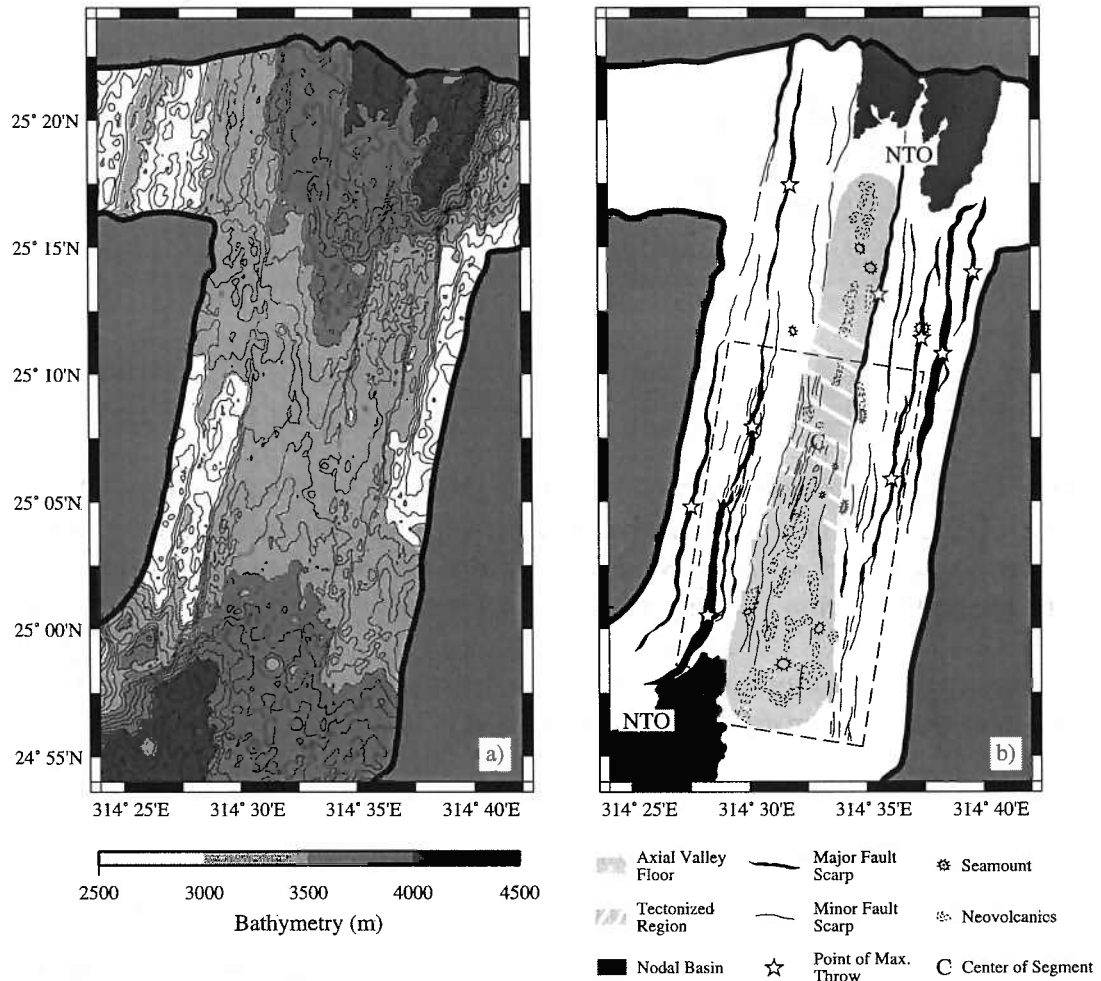 25° 20'N
25° 15'N
25° 10'N
25° 05'N
25° 00'N
24° 55'N
a)
314° 25'E 314° 30'E 314° 35'E 314° 40'E
2500 3000 3500 4000 4500
Bathymetry (m)
NTO
C
NTO
b)
314° 25'E 314° 30'E 314° 35'E 314° 40'E
Axial Valley
Floor
Major Fault
Scarp
Seamount
Tectonized
Region
Minor Fault
Scarp
Neovolcanics
Nodal Basin
Point of Max.
Throw
C Center of Segment